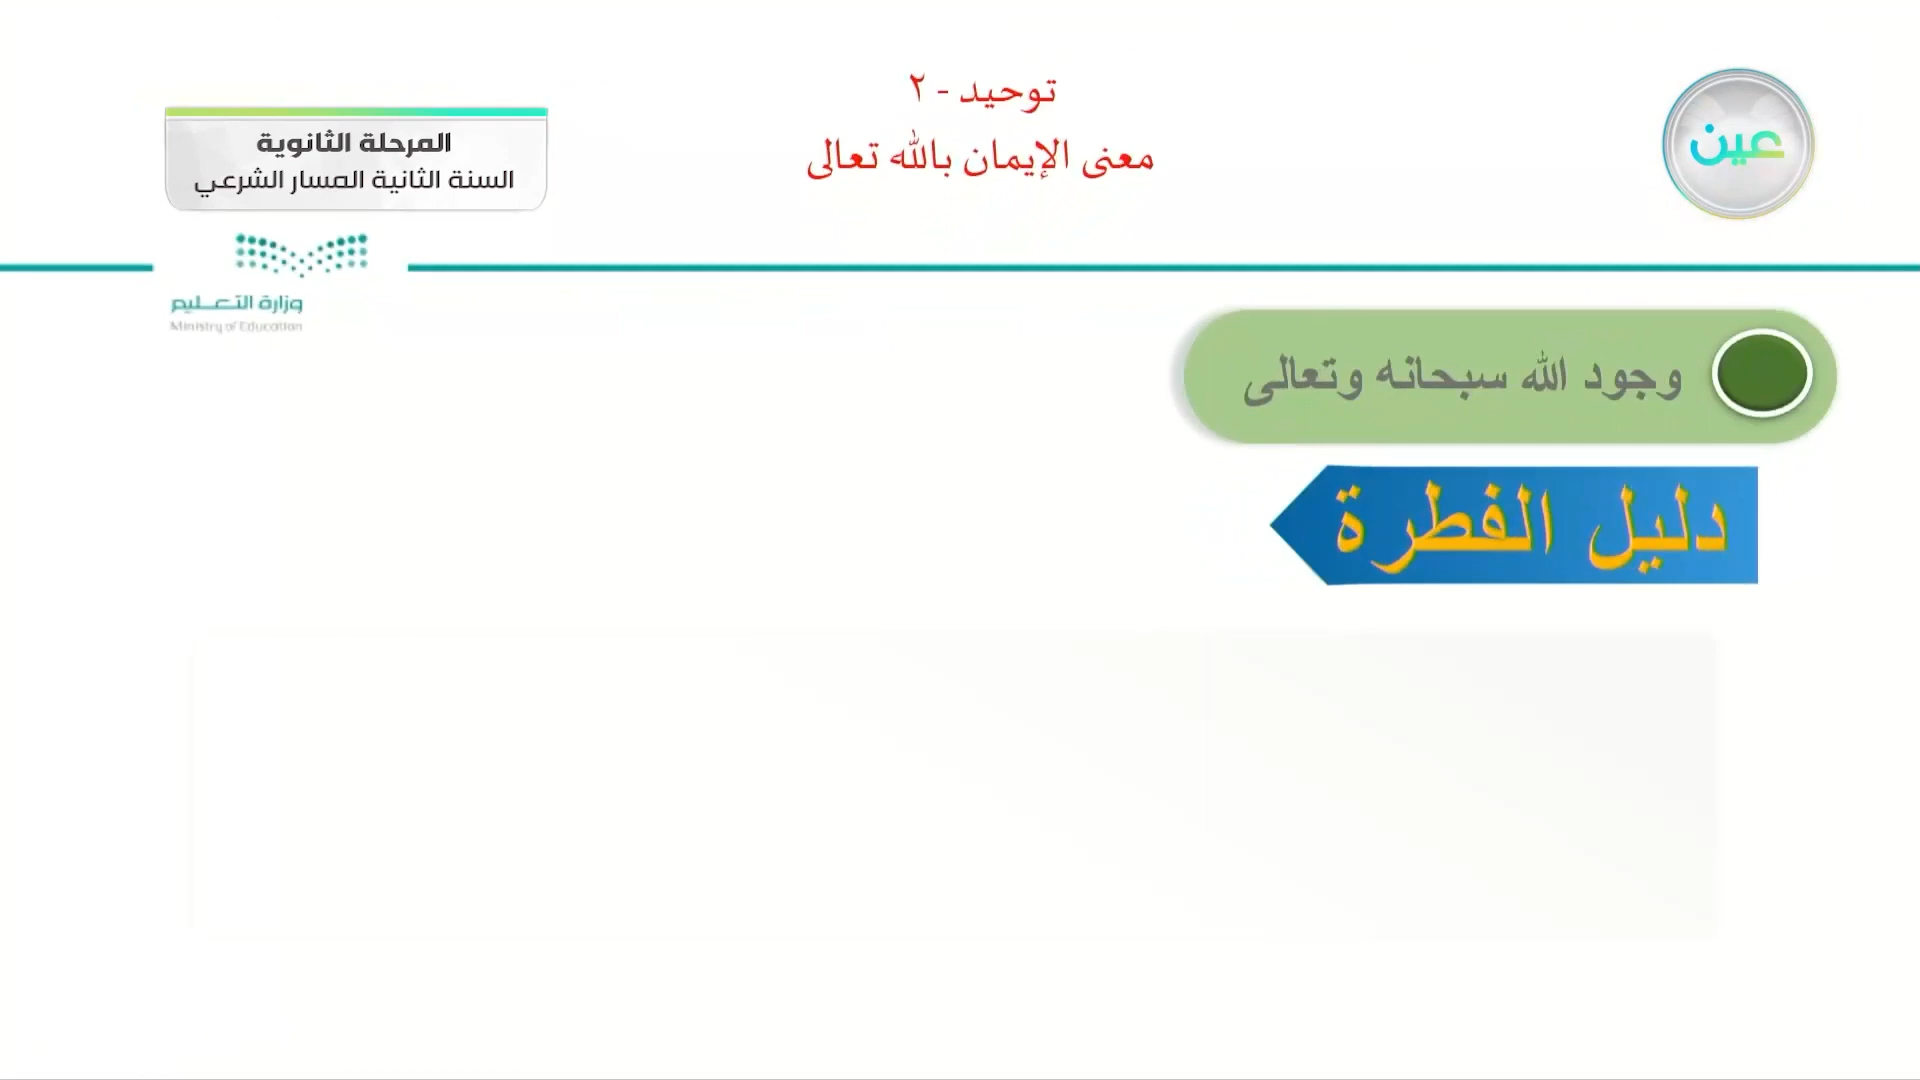 توحيد - ٢
معنى الإيمان بالله تعالى
عين
المرحلة الثانوية
السنة الثانية المسار الشرعي
وزارة التعليم
Ministry of Education
وجود الله سبحانه وتعالى
دليل الفطرة